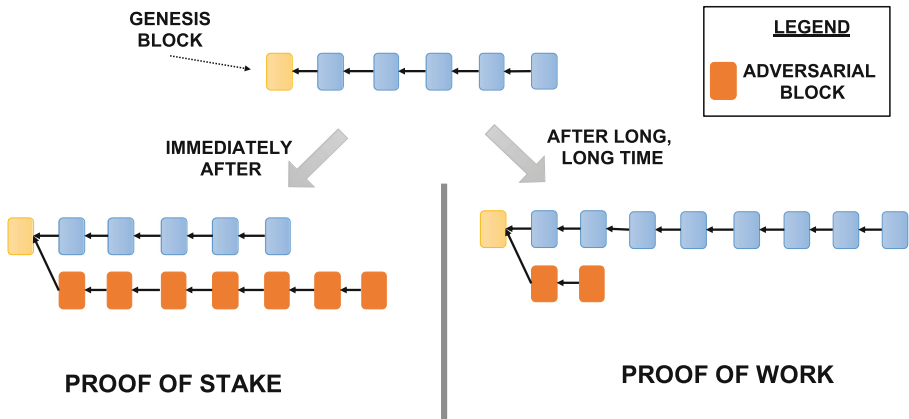 GENESIS
BLOCK
LEGEND
ADVERSARIAL
BLOCK
IMMEDIATELY
AFTER
AFTER LONG,
LONG TIME
PROOF OF STAKE
PROOF OF WORK